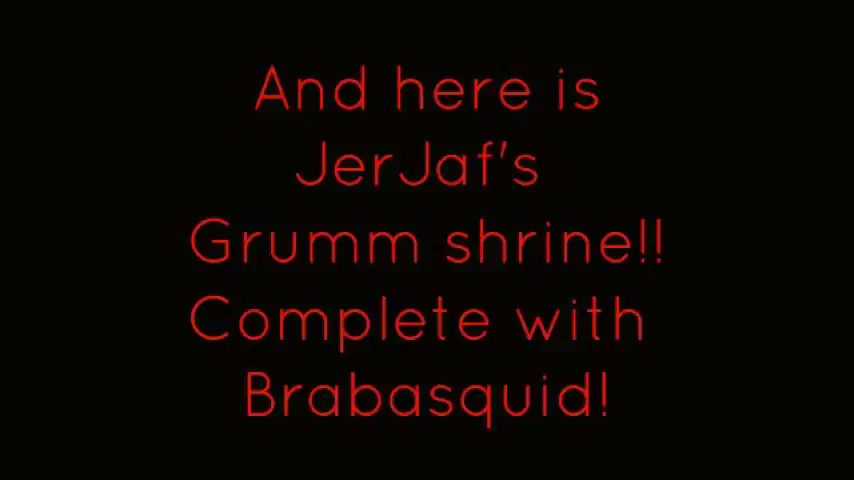 And here is
JerJaf's
Grumm shrine!!
Complete with
Brabasquid!